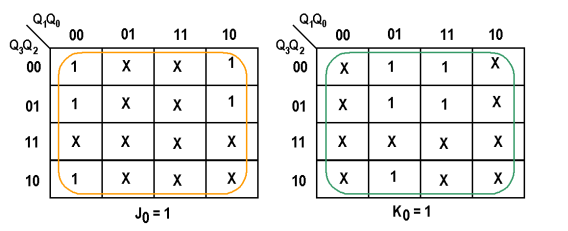 Q1Q0 Q1Q0
00 01 11 10 00 01 11 10
Q3Q2 Q3Q2
00 1 X X 1 00 X 1 1 X
01 1 X X 1 01 X 1 1 X
11 X X X X 11 X X X X
10 1 X X X 10 X 1 X X
J0 = 1 K0 = 1